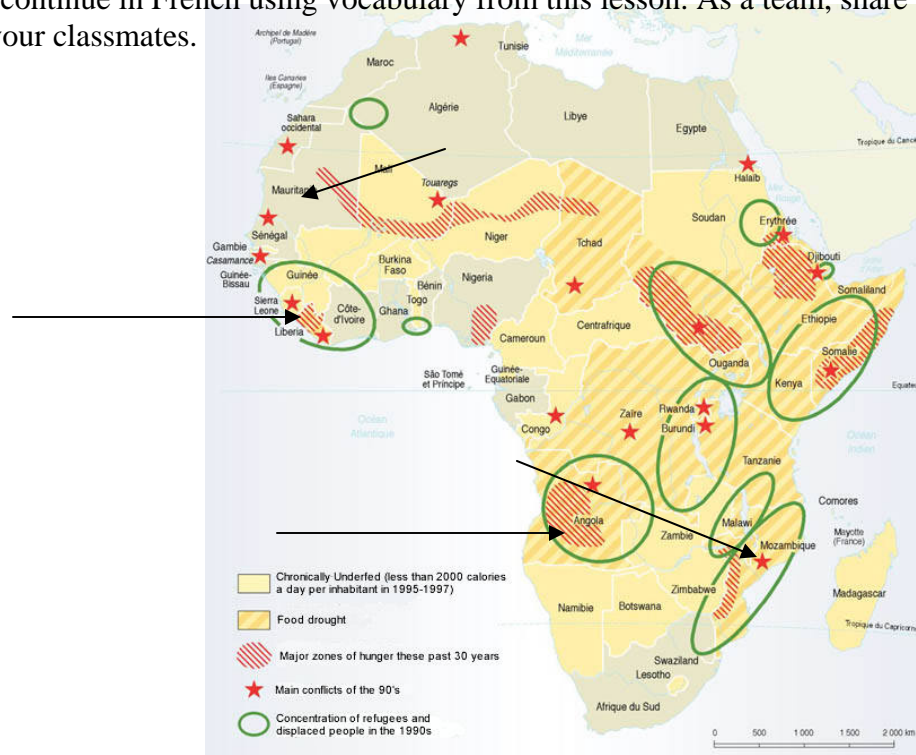 continue in French using vocabulary from this lesson. As a team, share
your classmates.
Archipel de Madère
(Portugal)
Mer
Méditerranée
Tunisie
Maroc
Iles Canaries
(Espagne)
Algérie
Libye
Egypte
Sahara
occidental
Tropique du Cance
Mali
Halaib
Mauritan
Touaregs
Soudan
Erythrée
Sénégal
Niger
Tchad
Gambie
Casamance
Djibouti
Guinée-
Bissau
Guinée
Burkina
Faso
Bénin
Nigeria
Somaliland
Sierra
Leone
Côte-
d'Ivoire
Ghana
Togo
Ethiopie
Liberia
Cameroun
Centrafrique
Somalie
Ouganda
São Tomé
et Príncipe
Guinée-
Equatoriale
Kenya
Equate
Gabon
Rwanda
Zaïre
Burundi
Océan
Atlantique
Congo
Océan
Indien
Tanzanie
Comores
Angola
Malawi
Mayotte
(France)
Zambie
Mozambique
Zimbabwe
Madagascar
Namibie
Botswana
Tropique du Capricorne
Swaziland
Lesotho
Afrique du Sud
Chronically Underfed (less than 2000 calories
a day per inhabitant in 1995-1997)
Food drought
Major zones of hunger these past 30 years
Main conflicts of the 90's
Concentration of refugees and
displaced people in the 1990s
0 500 1 000 1 500 2 000 km